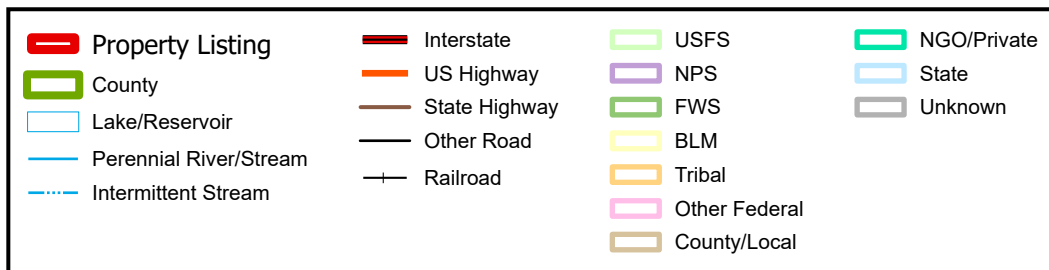 Property Listing
County
Lake/Reservoir
Perennial River/Stream
Intermittent Stream
Interstate
US Highway
State Highway
Other Road
Railroad
USFS
NPS
FWS
BLM
Tribal
Other Federal
County/Local
NGO/Private
State
Unknown